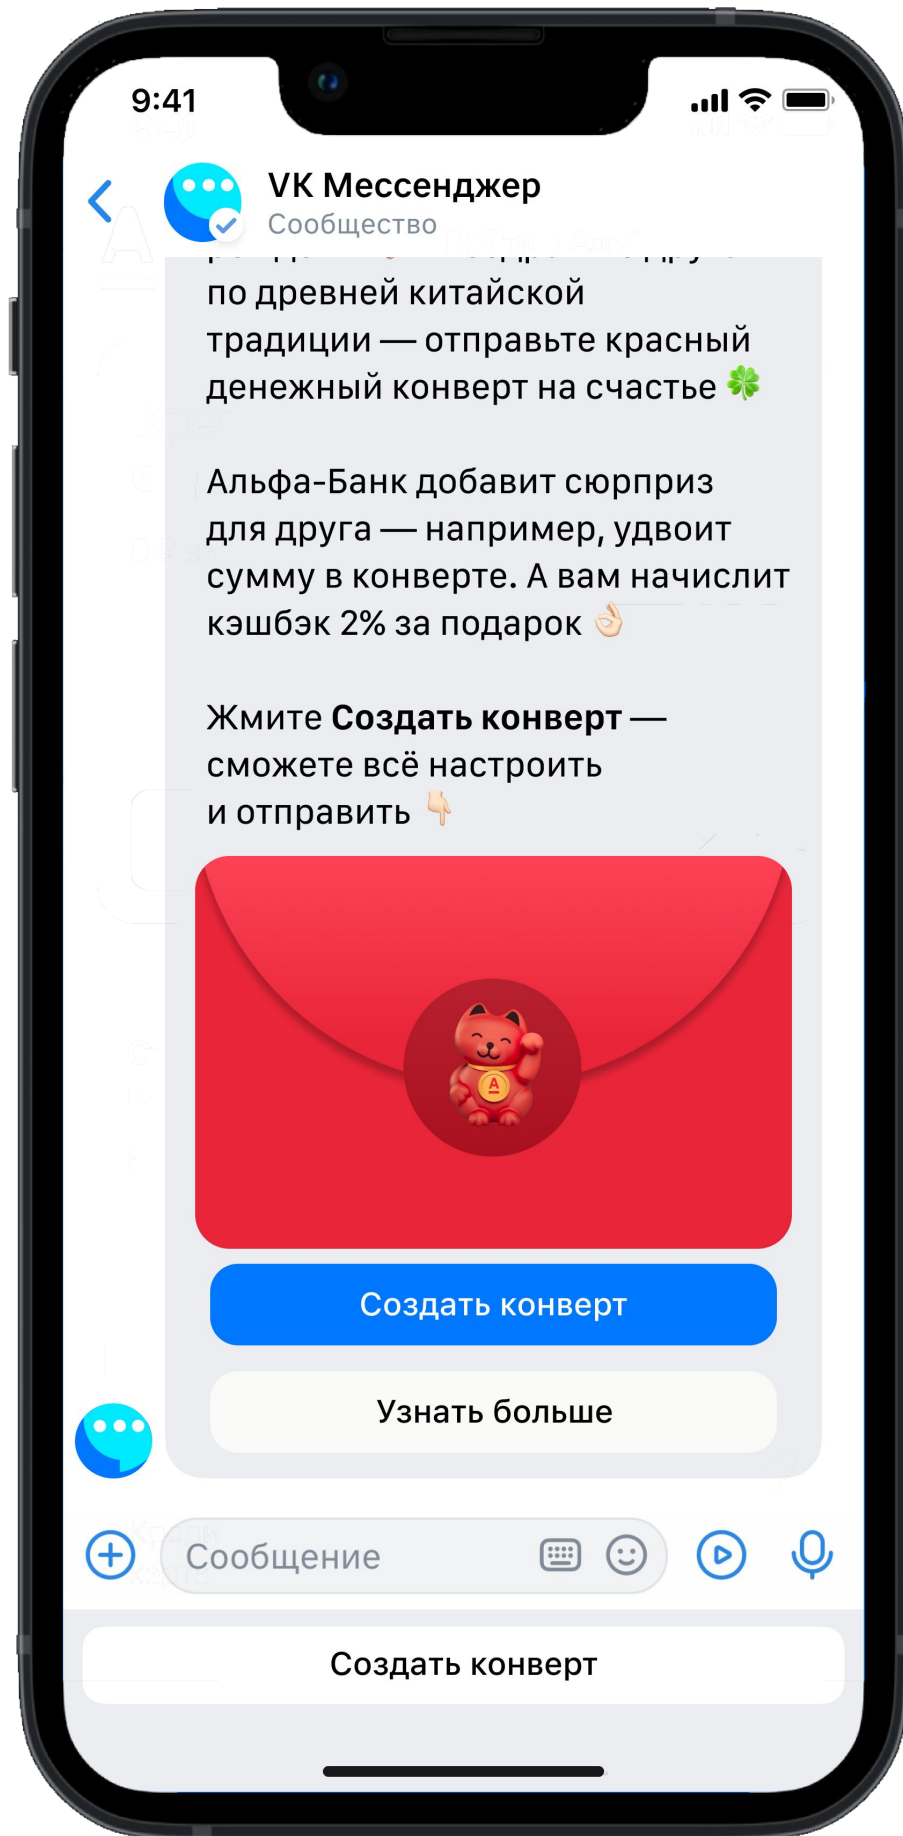 9:41
VK Мессенджер
Сообщество
по древней китайской
традиции — отправьте красный
денежный конверт на счастье 🍀
Альфа-Банк добавит сюрприз
для друга — например, удвоит
сумму в конверте. А вам начислит
кэшбэк 2% за подарок 👌🏻
Жмите Создать конверт —
сможете всё настроить
и отправить 👇🏻
А
Создать конверт
Узнать больше
Сообщение
Создать конверт